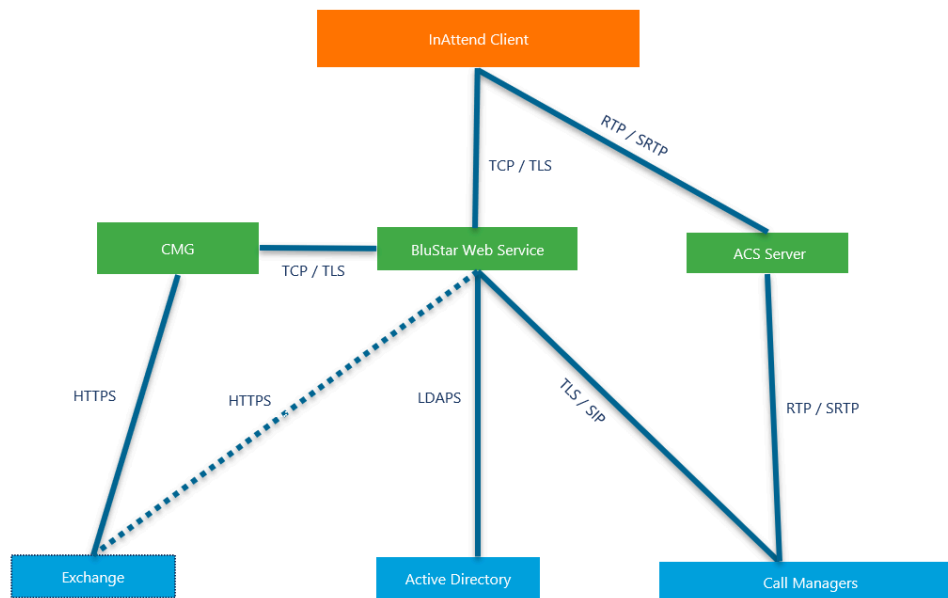 InAttend Client
RTP / SRTP
TCP / TLS
CMG
BluStar Web Service
ACS Server
TCP / TLS
HTTPS
HTTPS
LDAPS
TLS / SIP
RTP / SRTP
Exchange
Active Directory
Call Managers